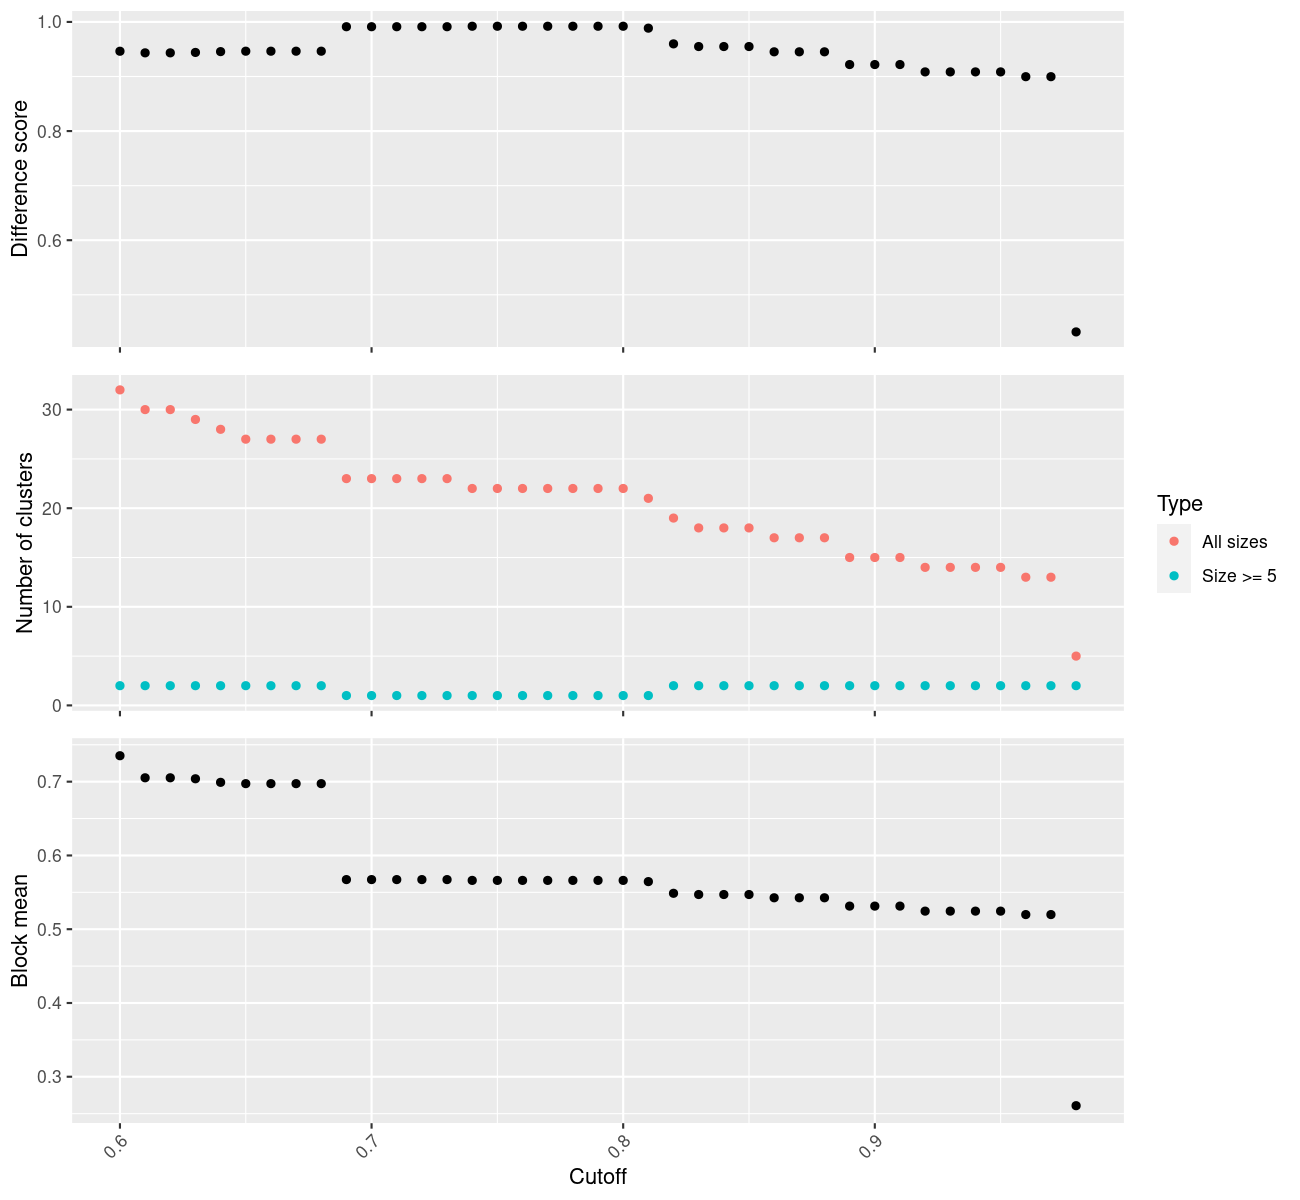 1.0
0.8
0.6
Difference score
30
20
10
0
Number of clusters
Type
All sizes
Size >= 5
0.7
0.6
0.5
0.4
0.3
Block mean
0.6
0.7
0.8
0.9
Cutoff